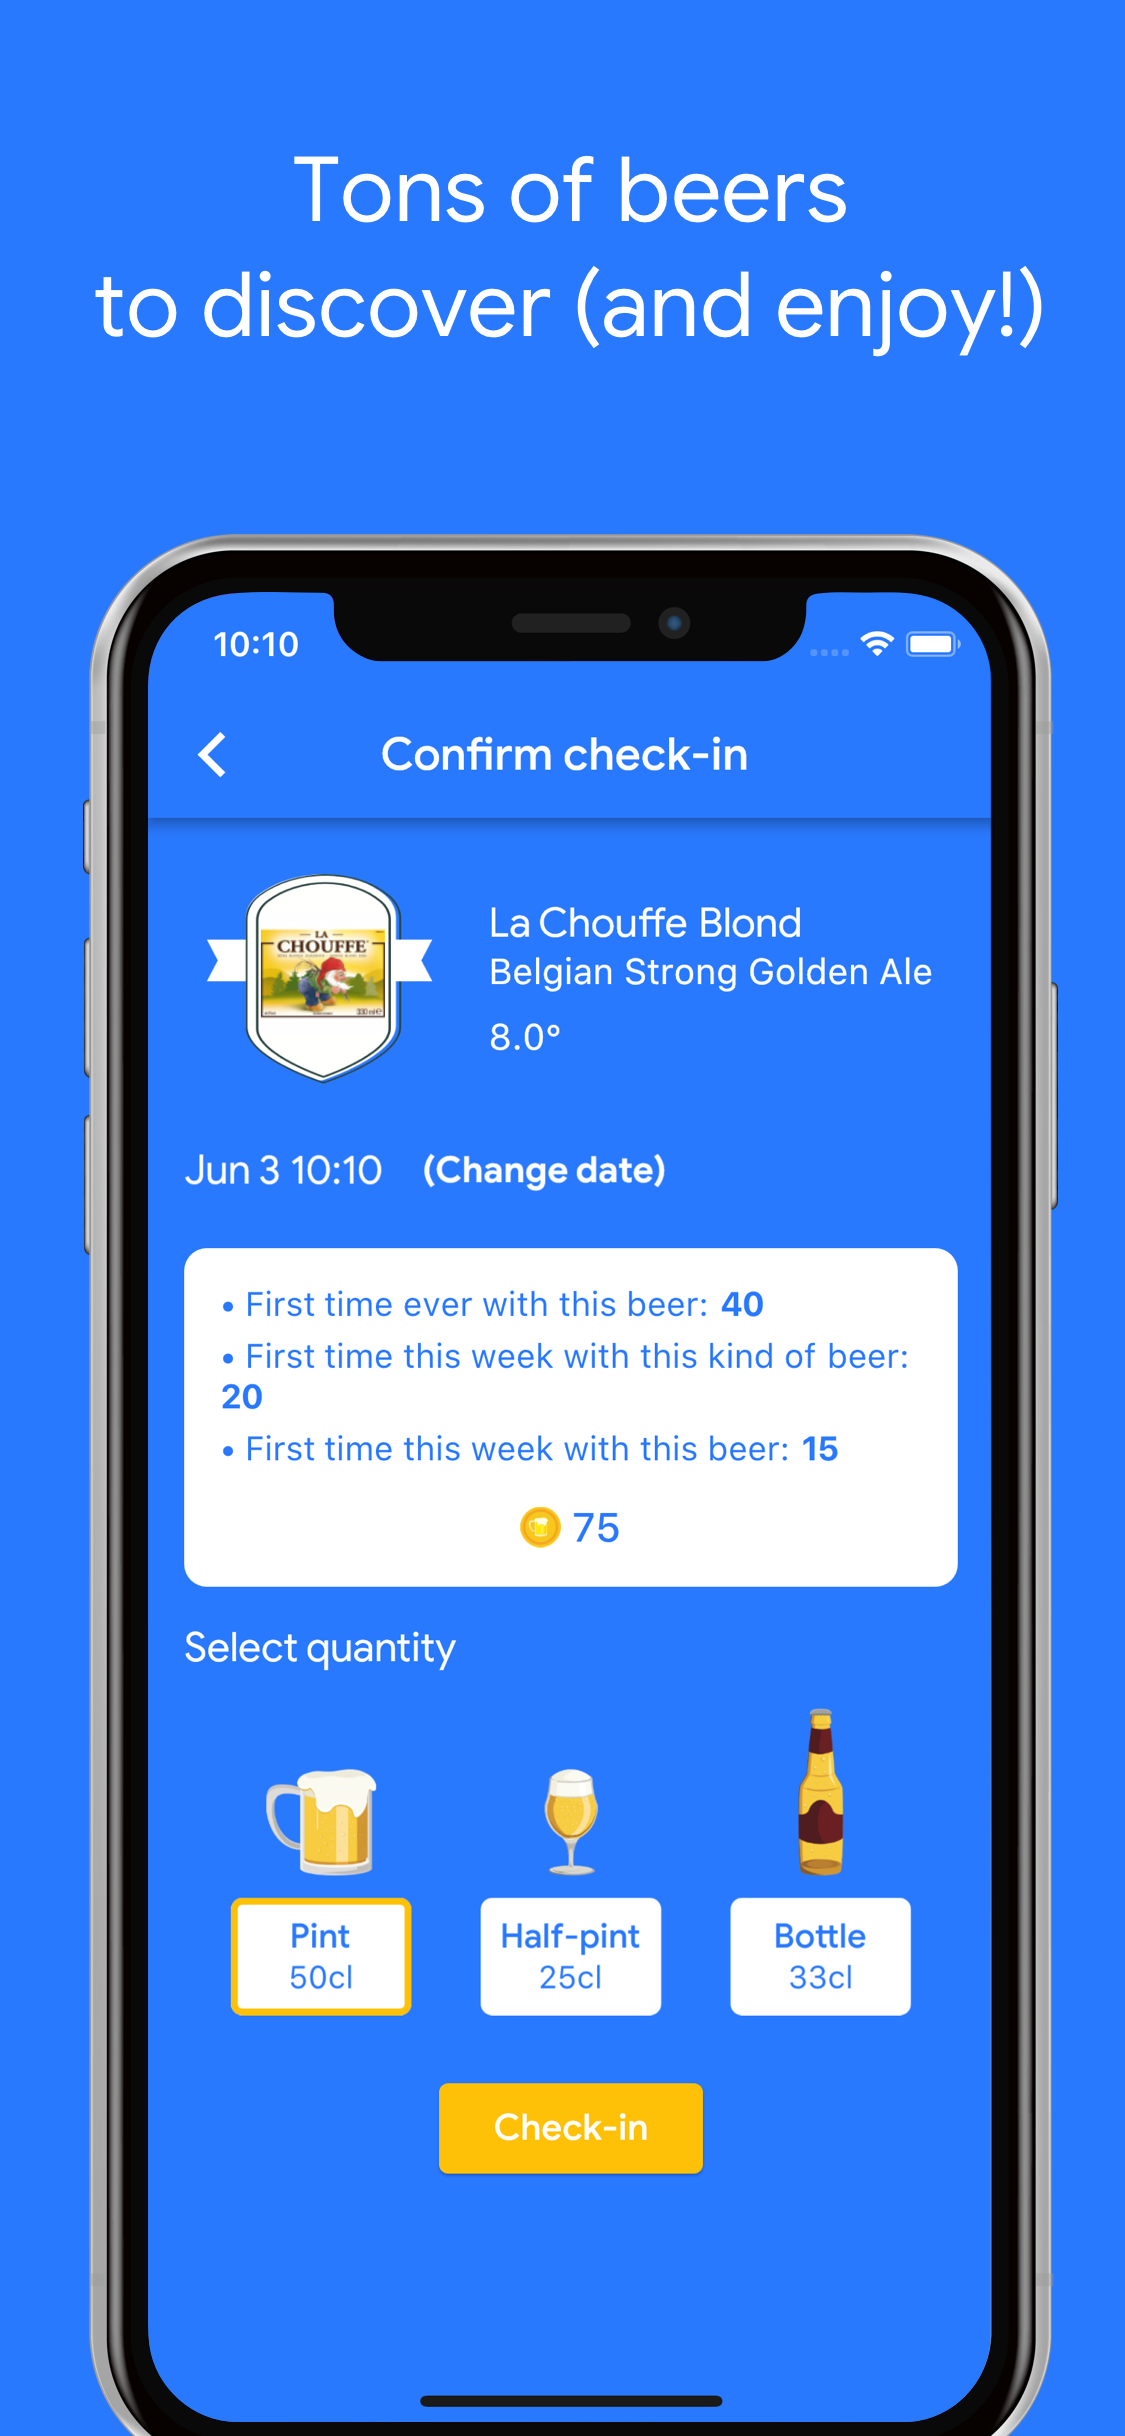 Tons of beers
to discover (and enjoy!)
10:10
Confirm check-in
LA
CHOUFFE
330 ml e
La Chouffe Blond
Belgian Strong Golden Ale
8.0°
Jun 3 10:10 (Change date)
• First time ever with this beer: 40
• First time this week with this kind of beer:
20
• First time this week with this beer: 15
75
Select quantity
Pint
50cl
Half-pint
25cl
Bottle
33cl
Check-in